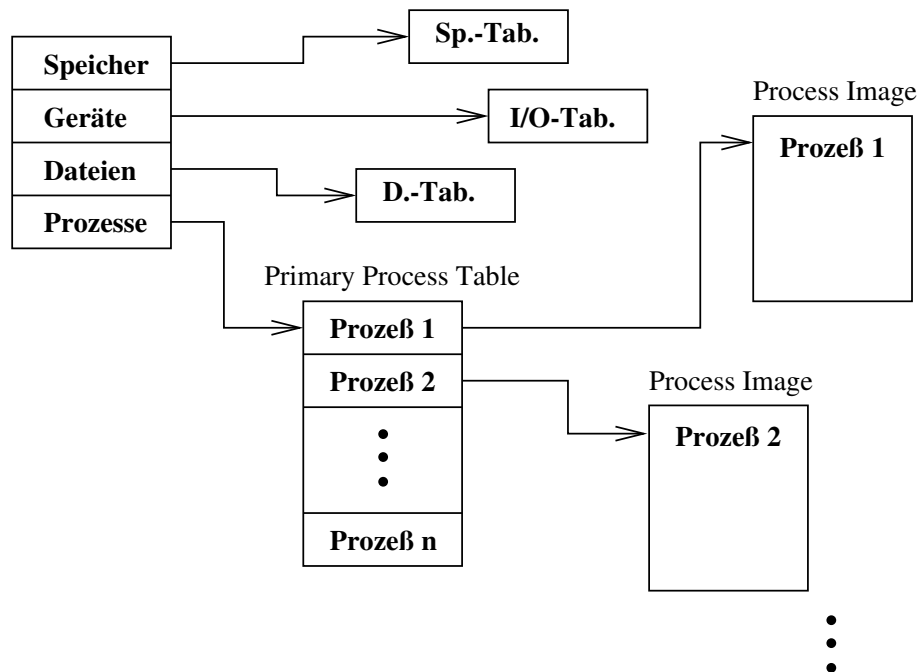 Speicher
Geräte
Dateien
Prozesse
Sp.-Tab.
I/O-Tab.
D.-Tab.
Primary Process Table
Prozeß 1
Prozeß 2
Prozeß n
Process Image
Prozeß 1
Process Image
Prozeß 2